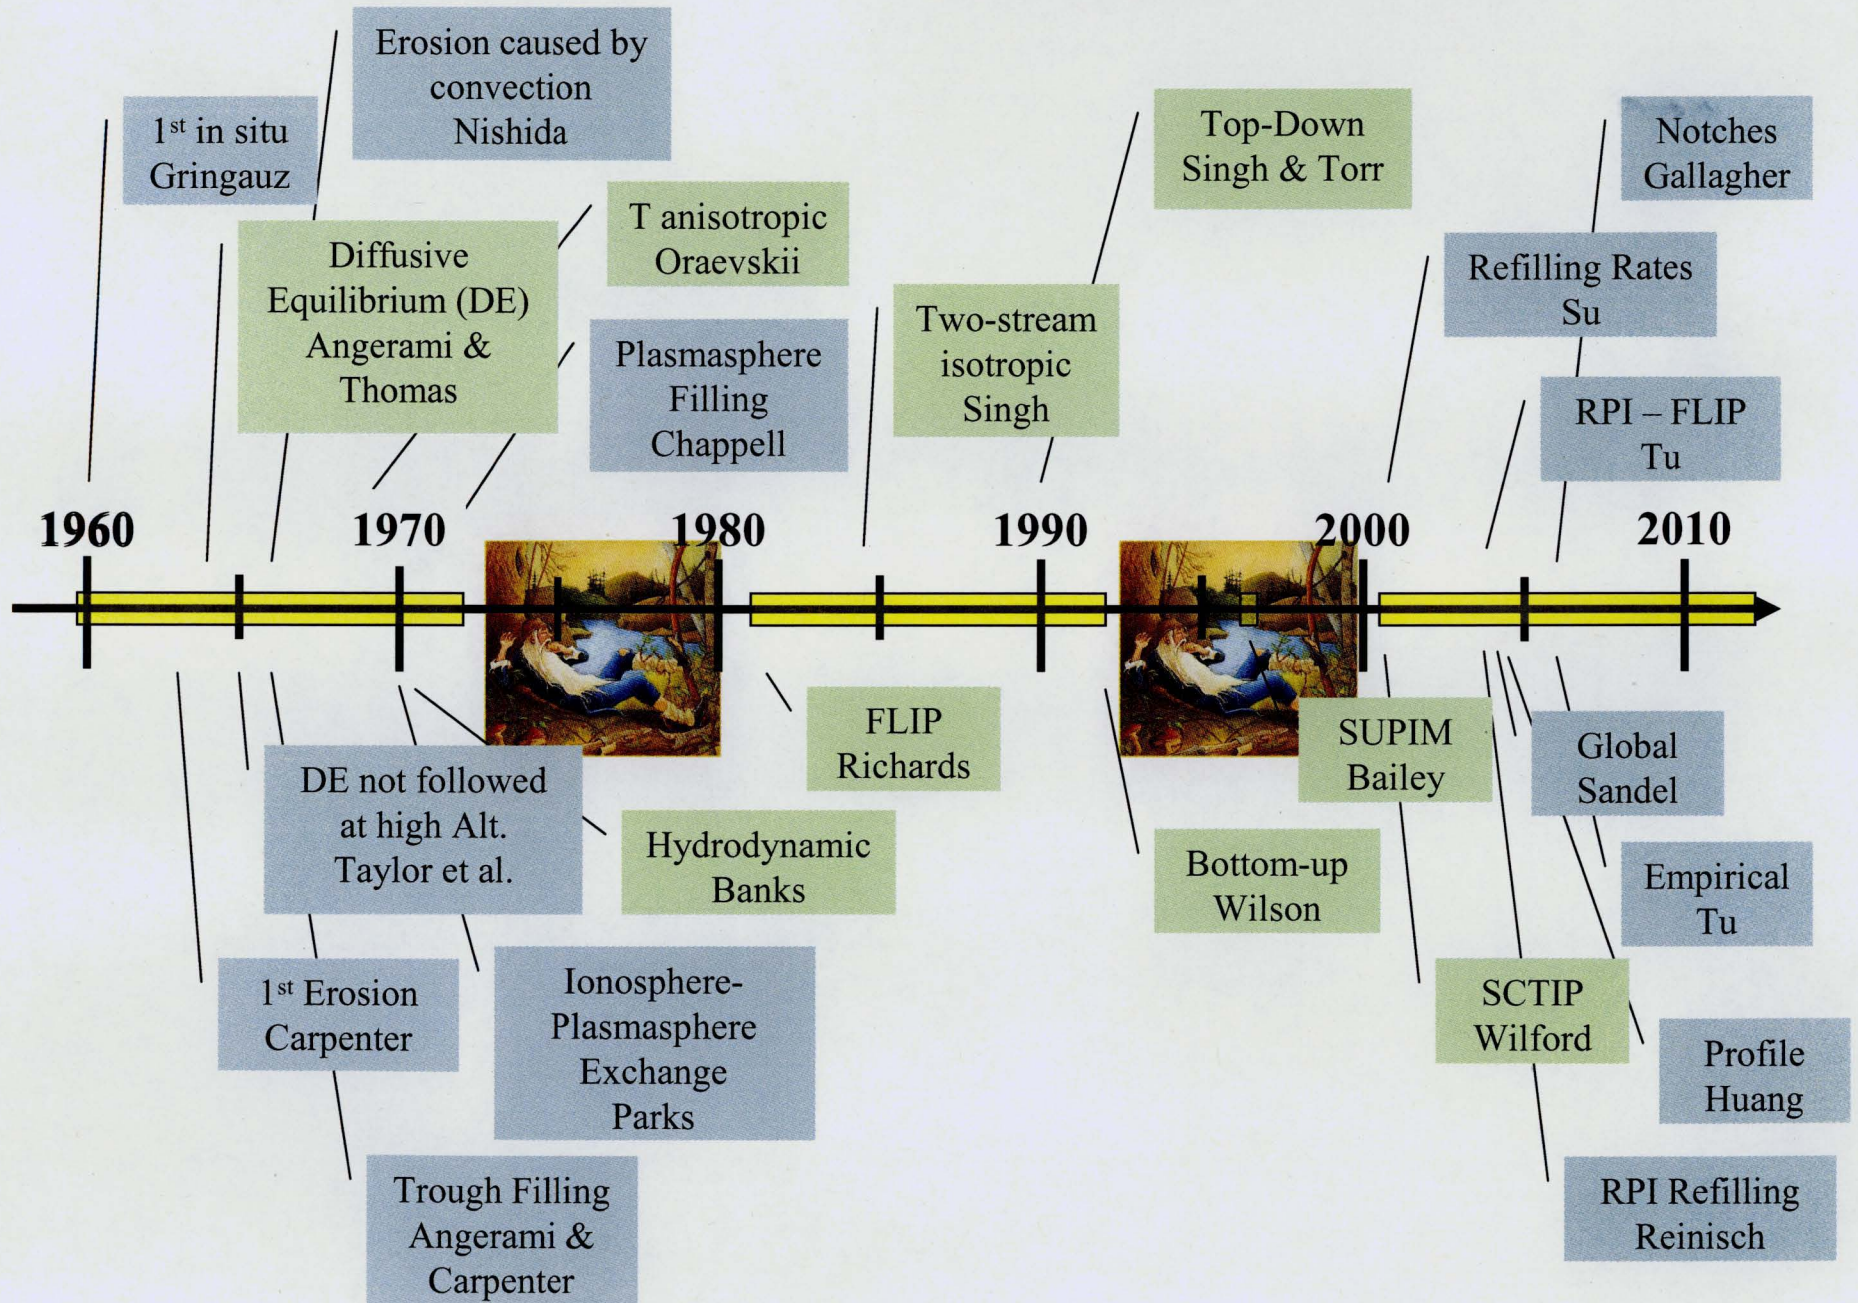 Erosion caused by
convection
Nishida
1st in situ
Gringauz
Top-Down
Singh & Torr
Notches
Gallagher
T anisotropic
Oraevskii
Diffusive
Equilibrium (DE)
Angerami &
Thomas
Refilling Rates
Su
Two-stream
isotropic
Singh
Plasmasphere
Filling
Chappell
RPI – FLIP
Tu
1960
1970
1980
1990
2000
2010
FLIP
Richards
SUPIM
Bailey
Global
Sandel
DE not followed
at high Alt.
Taylor et al.
Hydrodynamic
Banks
Bottom-up
Wilson
Empirical
Tu
1st Erosion
Carpenter
Ionosphere-
Plasmasphere
Exchange
Parks
SCTIP
Wilford
Profile
Huang
Trough Filling
Angerami &
Carpenter
RPI Refilling
Reinisch